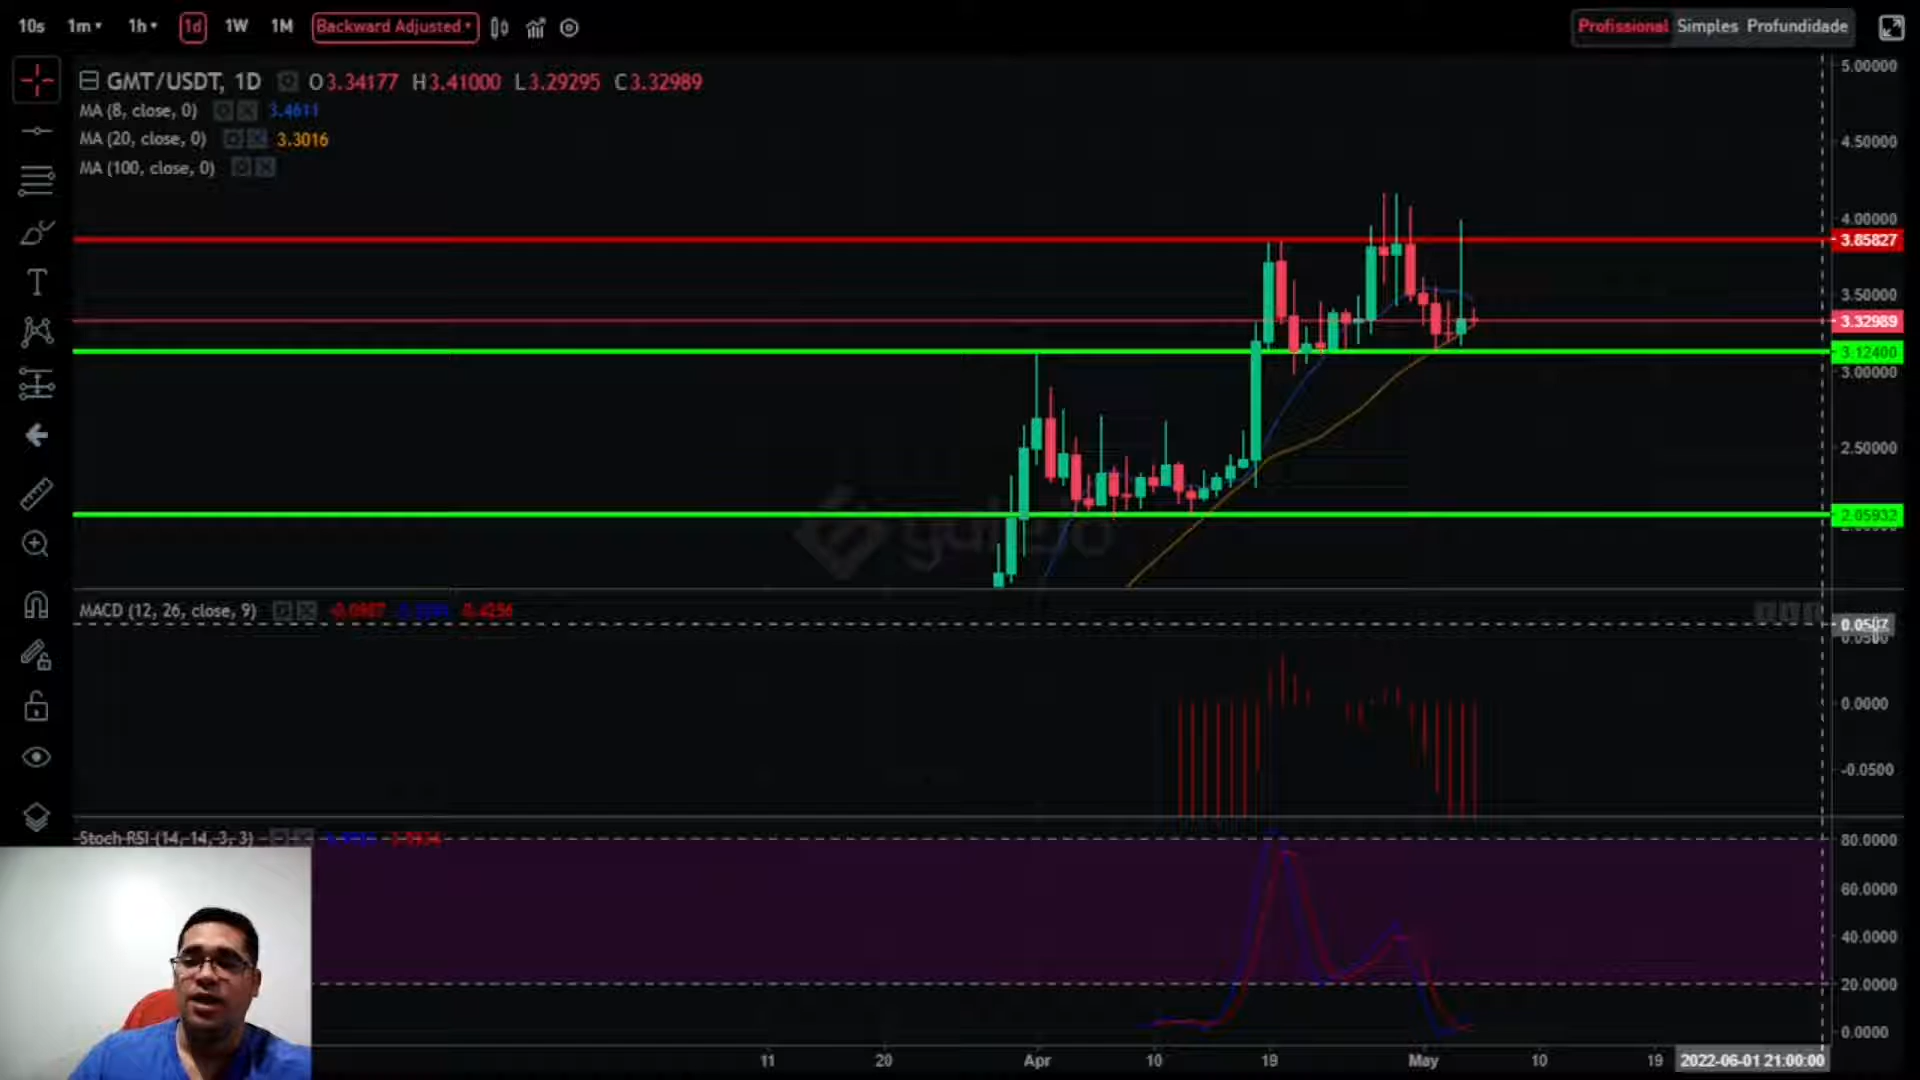 10s 1m 1h 1d 1W 1M Backward Adjusted Profissional Simples Profundidade
GMT/USDT, 1D O3.34177 H3.41000 L3.29295 C3.32989
MA (8, close, 0) 3.4611
MA (20, close, 0) 3.3016
MA (100, close, 0)
5.00000
4.50000
4.00000
3.85827
3.50000
3.32989
3.12400
3.00000
2.50000
2.05932
MACD (12, 26, close, 9) 0.4256
0.0507
0.0500
0.0000
-0.0500
Stoch RSI (14, 14, 3, 3)
80.0000
60.0000
40.0000
20.0000
0.0000
11 20 Apr 10 19 May 10 19 2022-06-01 21:00:00